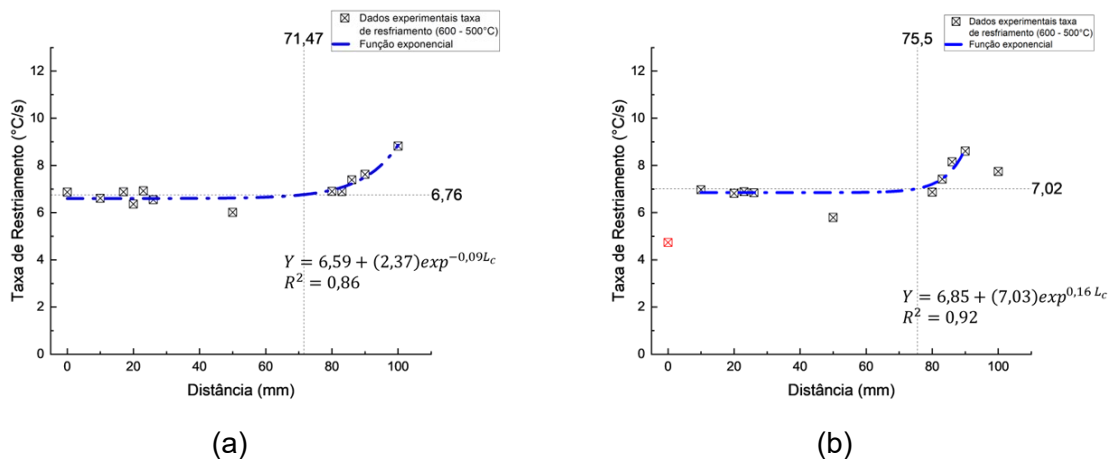 Dados experimentais taxa
de resfriamento (600 - 500°C)
Função exponencial
71,47
Taxa de Restriamento (°C/s)
0
2
4
6
8
10
12
6,76
Y = 6,59 + (2,37)exp^{-0,09L_c}
R² = 0,86
0 20 40 60 80 100
Distância (mm)
(a)
Dados experimentais taxa
de resfriamento (600 - 500°C)
Função exponencial
75,5
Taxa de Restriamento (°C/s)
0
2
4
6
8
10
12
7,02
Y = 6,85 + (7,03)exp^{0,16 L_c}
R² = 0,92
0 20 40 60 80 100
Distância (mm)
(b)